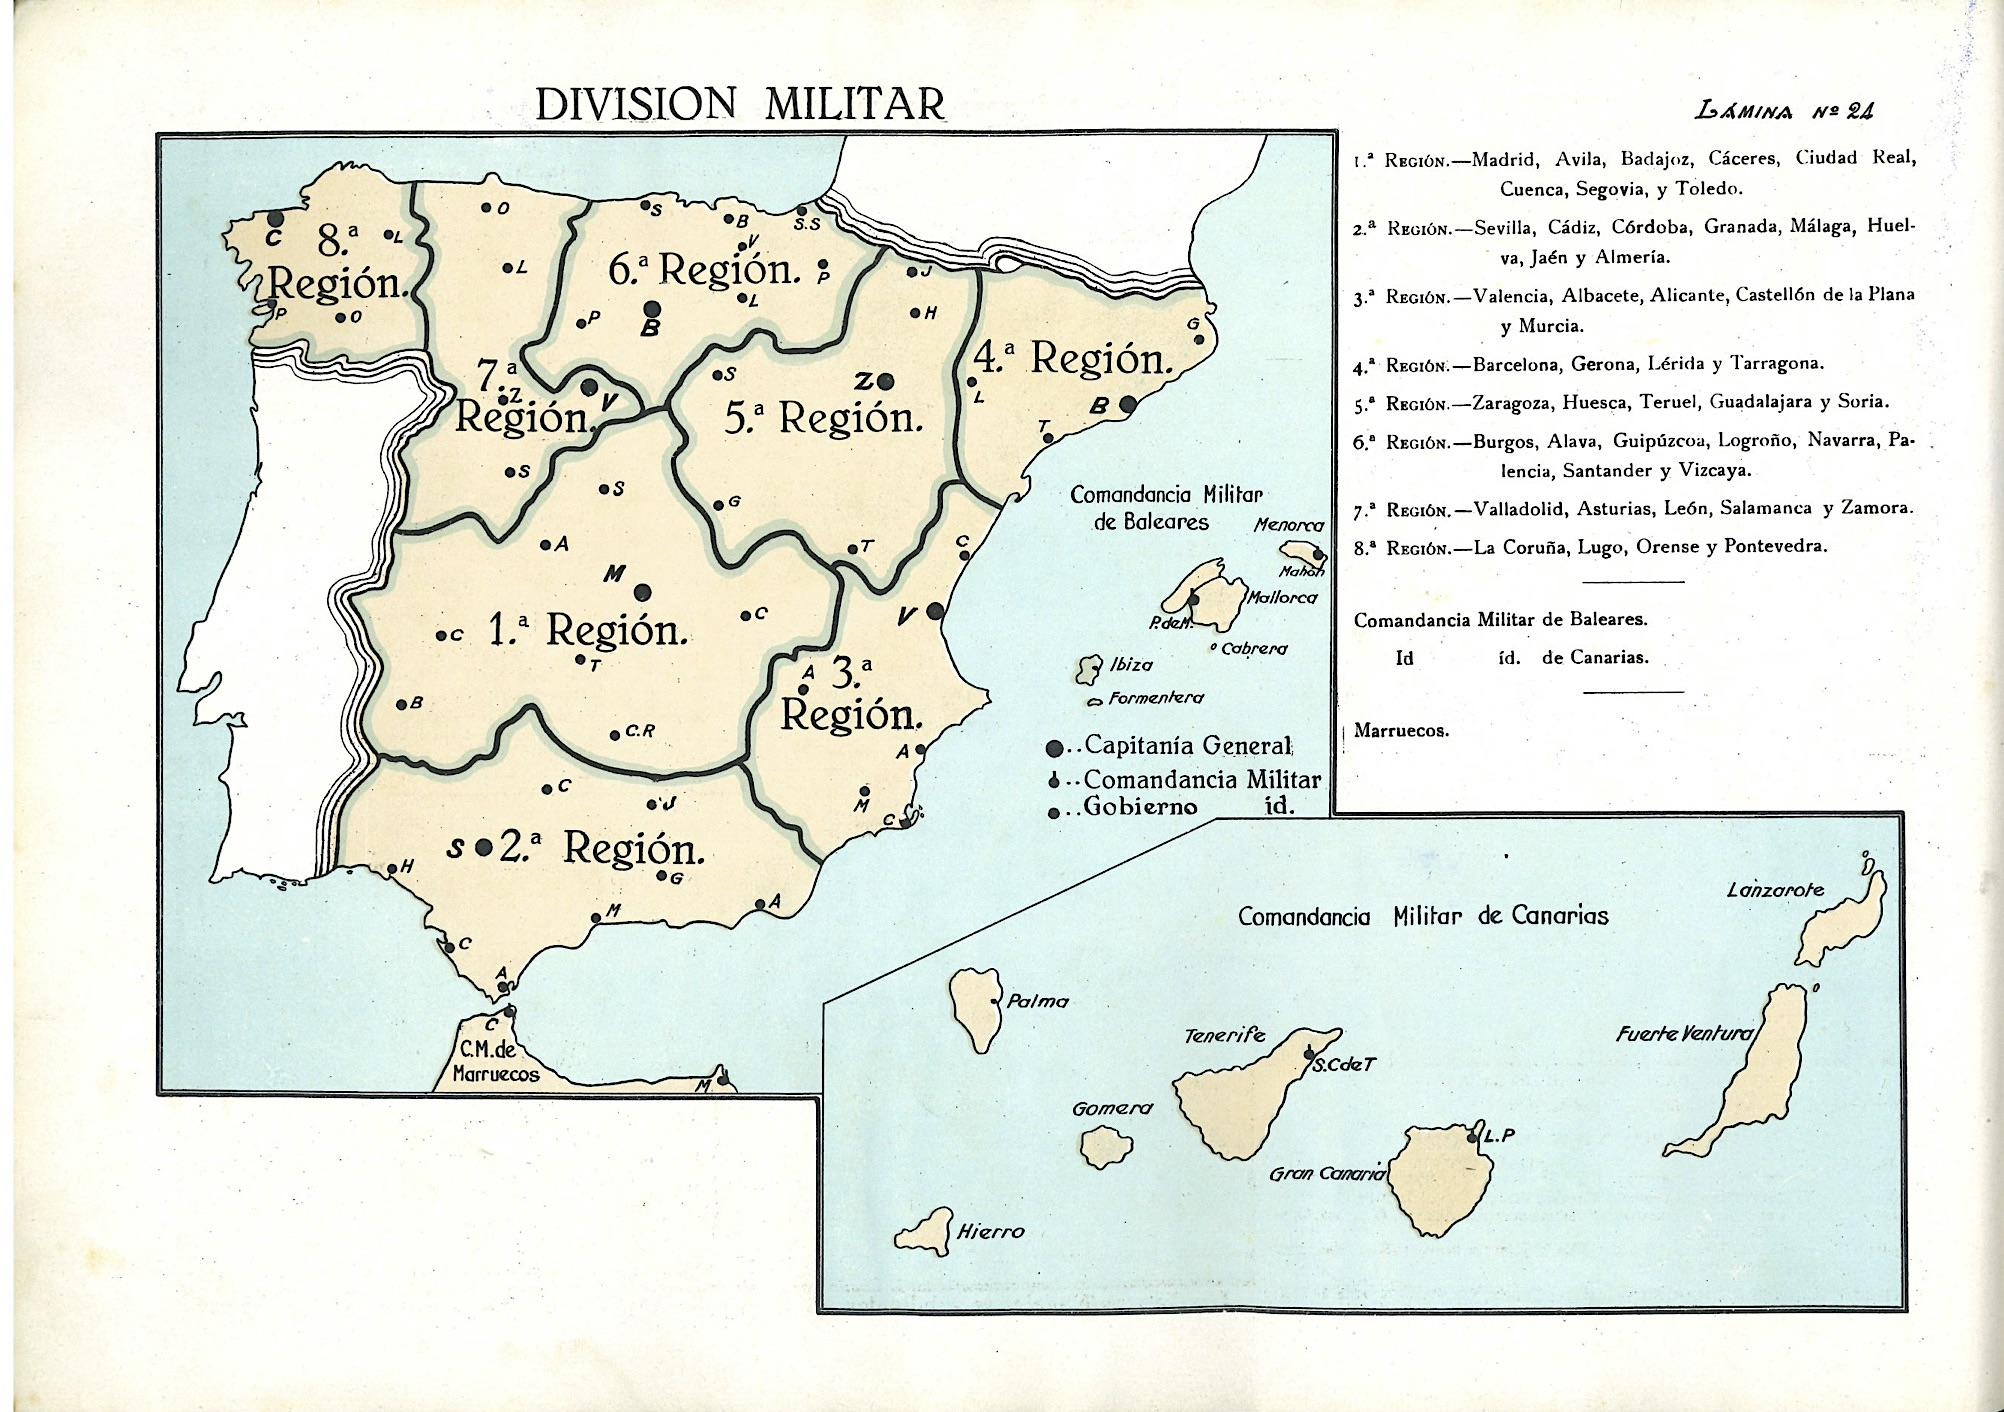 DIVISION MILITAR
LÁMINA Nº 24
1.ª REGIÓN.—Madrid, Avila, Badajoz, Cáceres, Ciudad Real,
Cuenca, Segovia, y Toledo.
2.ª REGIÓN.—Sevilla, Cádiz, Córdoba, Granada, Málaga, Huel-
va, Jaén y Almería.
3.ª REGIÓN.—Valencia, Albacete, Alicante, Castellón de la Plana
y Murcia.
4.ª REGIÓN.—Barcelona, Gerona, Lérida y Tarragona.
5.ª REGIÓN.—Zaragoza, Huesca, Teruel, Guadalajara y Soria.
6.ª REGIÓN.—Burgos, Alava, Guipúzcoa, Logroño, Navarra, Pa-
lencia, Santander y Vizcaya.
7.ª REGIÓN.—Valladolid, Asturias, León, Salamanca y Zamora.
8.ª REGIÓN.—La Coruña, Lugo, Orense y Pontevedra.
Comandancia Militar de Baleares.
Id íd. de Canarias.
Marruecos.
8.ª
Región.
C
L
P
O
7.ª
Región.
O
L
Z
V
S
6.ª Región.
S
B
S.S
V
P
L
P
B
5.ª Región.
J
H
S
Z
G
T
4.ª Región.
G
L
B
T
1.ª Región.
S
A
M
C
C
T
B
C.R
3.ª
Región.
C
V
A
A
M
C
2.ª Región.
C
J
S
H
G
M
A
C
A
C
C.M. de
Marruecos
M
Comandancia Militar
de Baleares
Menorca
Mahón
Mallorca
P. de M.
Cabrera
Ibiza
Formentera
Capitanía General
Comandancia Militar
Gobierno íd.
Comandancia Militar de Canarias
Lanzarote
Palma
Tenerife
S.C de T
Fuerte Ventura
Gomera
L.P
Gran Canaria
Hierro